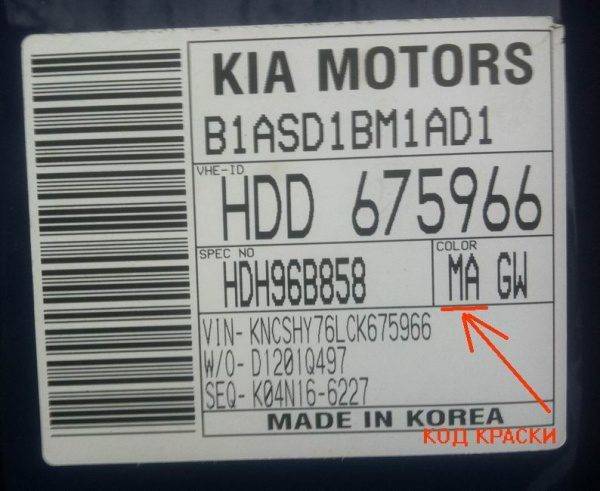 KIA MOTORS
B1ASD1BM1AD1
VHE-ID
HDD 675966
SPEC NO
HDH96B858
COLOR
MA GW
VIN- KNCSHY76LCK675966
W/O- D1201Q497
SEQ- K04N16-6227
MADE IN KOREA
КОД КРАСКИ